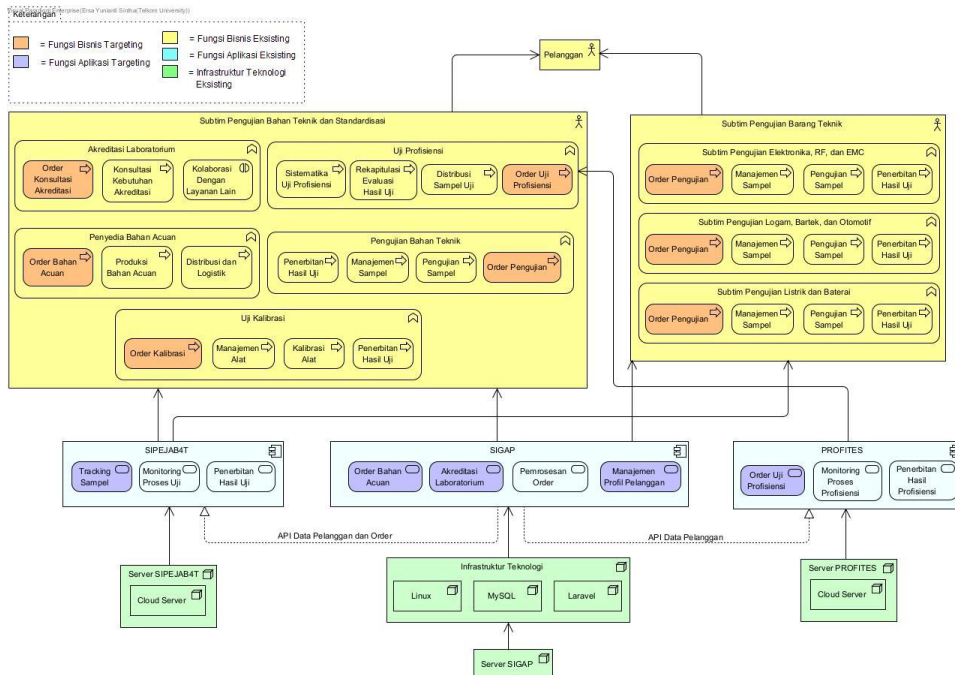 Visual Paradigm Enterprise(Ersa Yunianti Sintha(Telkom University))
Keterangan
= Fungsi Bisnis Targeting
= Fungsi Aplikasi Targeting
= Fungsi Bisnis Eksisting
= Fungsi Aplikasi Eksisting
= Infrastruktur Teknologi
Eksisting
Pelanggan
Subtim Pengujian Bahan Teknik dan Standardisasi
Akreditasi Laboratorium
Order
Konsultasi
Akreditasi
Konsultasi
Kebutuhan
Akreditasi
Kolaborasi
Dengan
Layanan Lain
Uji Profisiensi
Sistematika
Uji Profisiensi
Rekapitulasi
Evaluasi
Hasil Uji
Distribusi
Sampel Uji
Order Uji
Profisiensi
Penyedia Bahan Acuan
Order Bahan
Acuan
Produksi
Bahan Acuan
Distribusi dan
Logistik
Pengujian Bahan Teknik
Penerbitan
Hasil Uji
Manajemen
Sampel
Pengujian
Sampel
Order Pengujian
Uji Kalibrasi
Order Kalibrasi
Manajemen
Alat
Kalibrasi
Alat
Penerbitan
Hasil Uji
Subtim Pengujian Barang Teknik
Subtim Pengujian Elektronika, RF, dan EMC
Order Pengujian
Manajemen
Sampel
Pengujian
Sampel
Penerbitan
Hasil Uji
Subtim Pengujian Logam, Bartek, dan Otomotif
Order Pengujian
Manajemen
Sampel
Pengujian
Sampel
Penerbitan
Hasil Uji
Subtim Pengujian Listrik dan Baterai
Order Pengujian
Manajemen
Sampel
Pengujian
Sampel
Penerbitan
Hasil Uji
SIPEJAB4T
Tracking
Sampel
Monitoring
Proses Uji
Penerbitan
Hasil Uji
SIGAP
Order Bahan
Acuan
Akreditasi
Laboratorium
Pemrosesan
Order
Manajemen
Profil Pelanggan
PROFITES
Order Uji
Profisiensi
Monitoring
Proses
Profisiensi
Penerbitan
Hasil
Profisiensi
API Data Pelanggan dan Order
API Data Pelanggan
Server SIPEJAB4T
Cloud Server
Infrastruktur Teknologi
Linux
MySQL
Laravel
Server PROFITES
Cloud Server
Server SIGAP